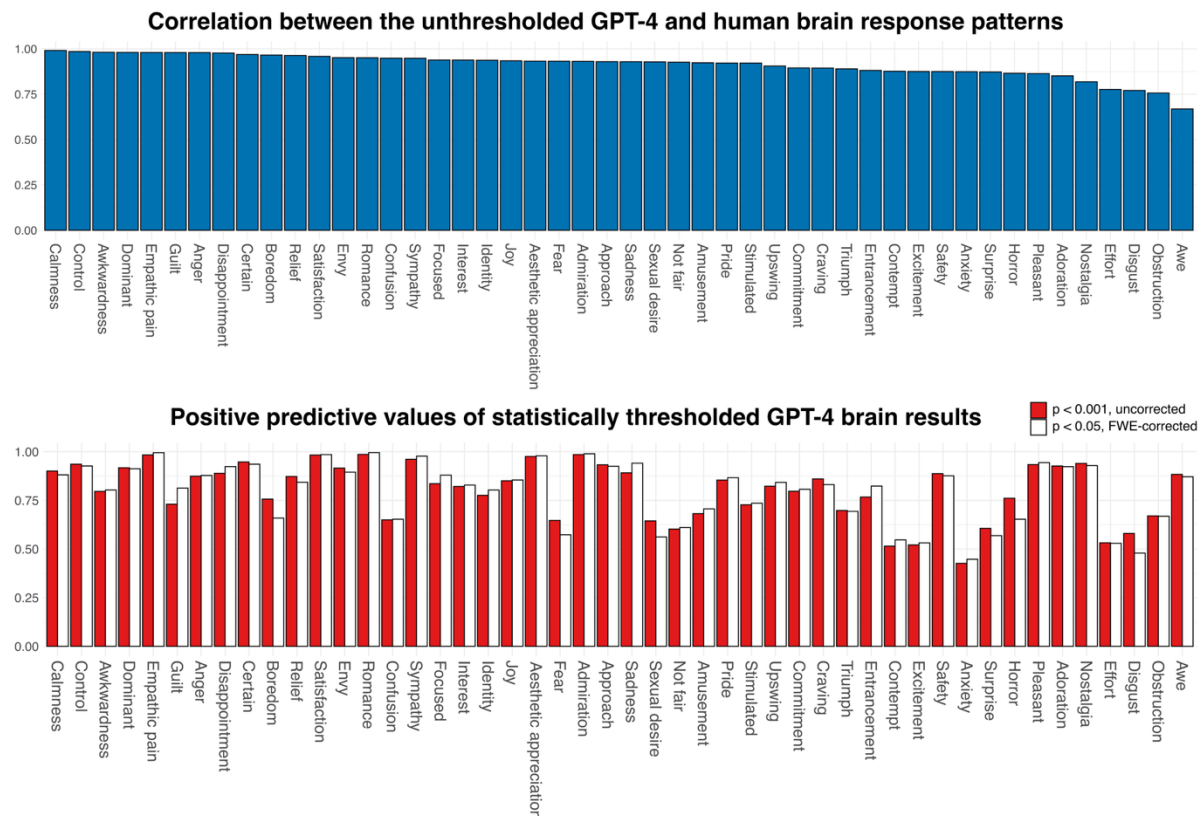 Correlation between the unthresholded GPT-4 and human brain response patterns
1.00
0.75
0.50
0.25
0.00
Calmness
Control
Awkwardness
Dominant
Empathic pain
Guilt
Anger
Disappointment
Certain
Boredom
Relief
Satisfaction
Envy
Romance
Confusion
Sympathy
Focused
Interest
Identity
Joy
Aesthetic appreciation
Fear
Admiration
Approach
Sadness
Sexual desire
Not fair
Amusement
Pride
Stimulated
Upswing
Commitment
Craving
Triumph
Entrancement
Contempt
Excitement
Safety
Anxiety
Surprise
Horror
Pleasant
Adoration
Nostalgia
Effort
Disgust
Obstruction
Awe
Positive predictive values of statistically thresholded GPT-4 brain results
p < 0.001, uncorrected
p < 0.05, FWE-corrected
1.00
0.75
0.50
0.25
0.00
Calmness
Control
Awkwardness
Dominant
Empathic pain
Guilt
Anger
Disappointment
Certain
Boredom
Relief
Satisfaction
Envy
Romance
Confusion
Sympathy
Focused
Interest
Identity
Joy
Aesthetic appreciation
Fear
Admiration
Approach
Sadness
Sexual desire
Not fair
Amusement
Pride
Stimulated
Upswing
Commitment
Craving
Triumph
Entrancement
Contempt
Excitement
Safety
Anxiety
Surprise
Horror
Pleasant
Adoration
Nostalgia
Effort
Disgust
Obstruction
Awe